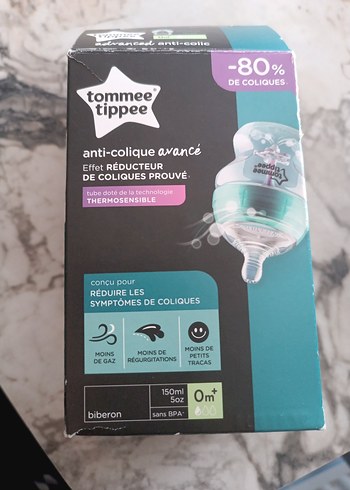 advanced anti-colic
-80%
DE COLIQUES
tommee
tippee
anti-colique avancé
Effet RÉDUCTEUR
DE COLIQUES PROUVÉ
tube doté de la technologie
THERMOSENSIBLE
tommee
tippee
conçu pour
RÉDUIRE LES
SYMPTÔMES DE COLIQUES
MOINS
DE GAZ
MOINS DE
RÉGURGITATIONS
MOINS DE
PETITS
TRACAS
biberon
150ml
5oz
sans BPA*
0m+